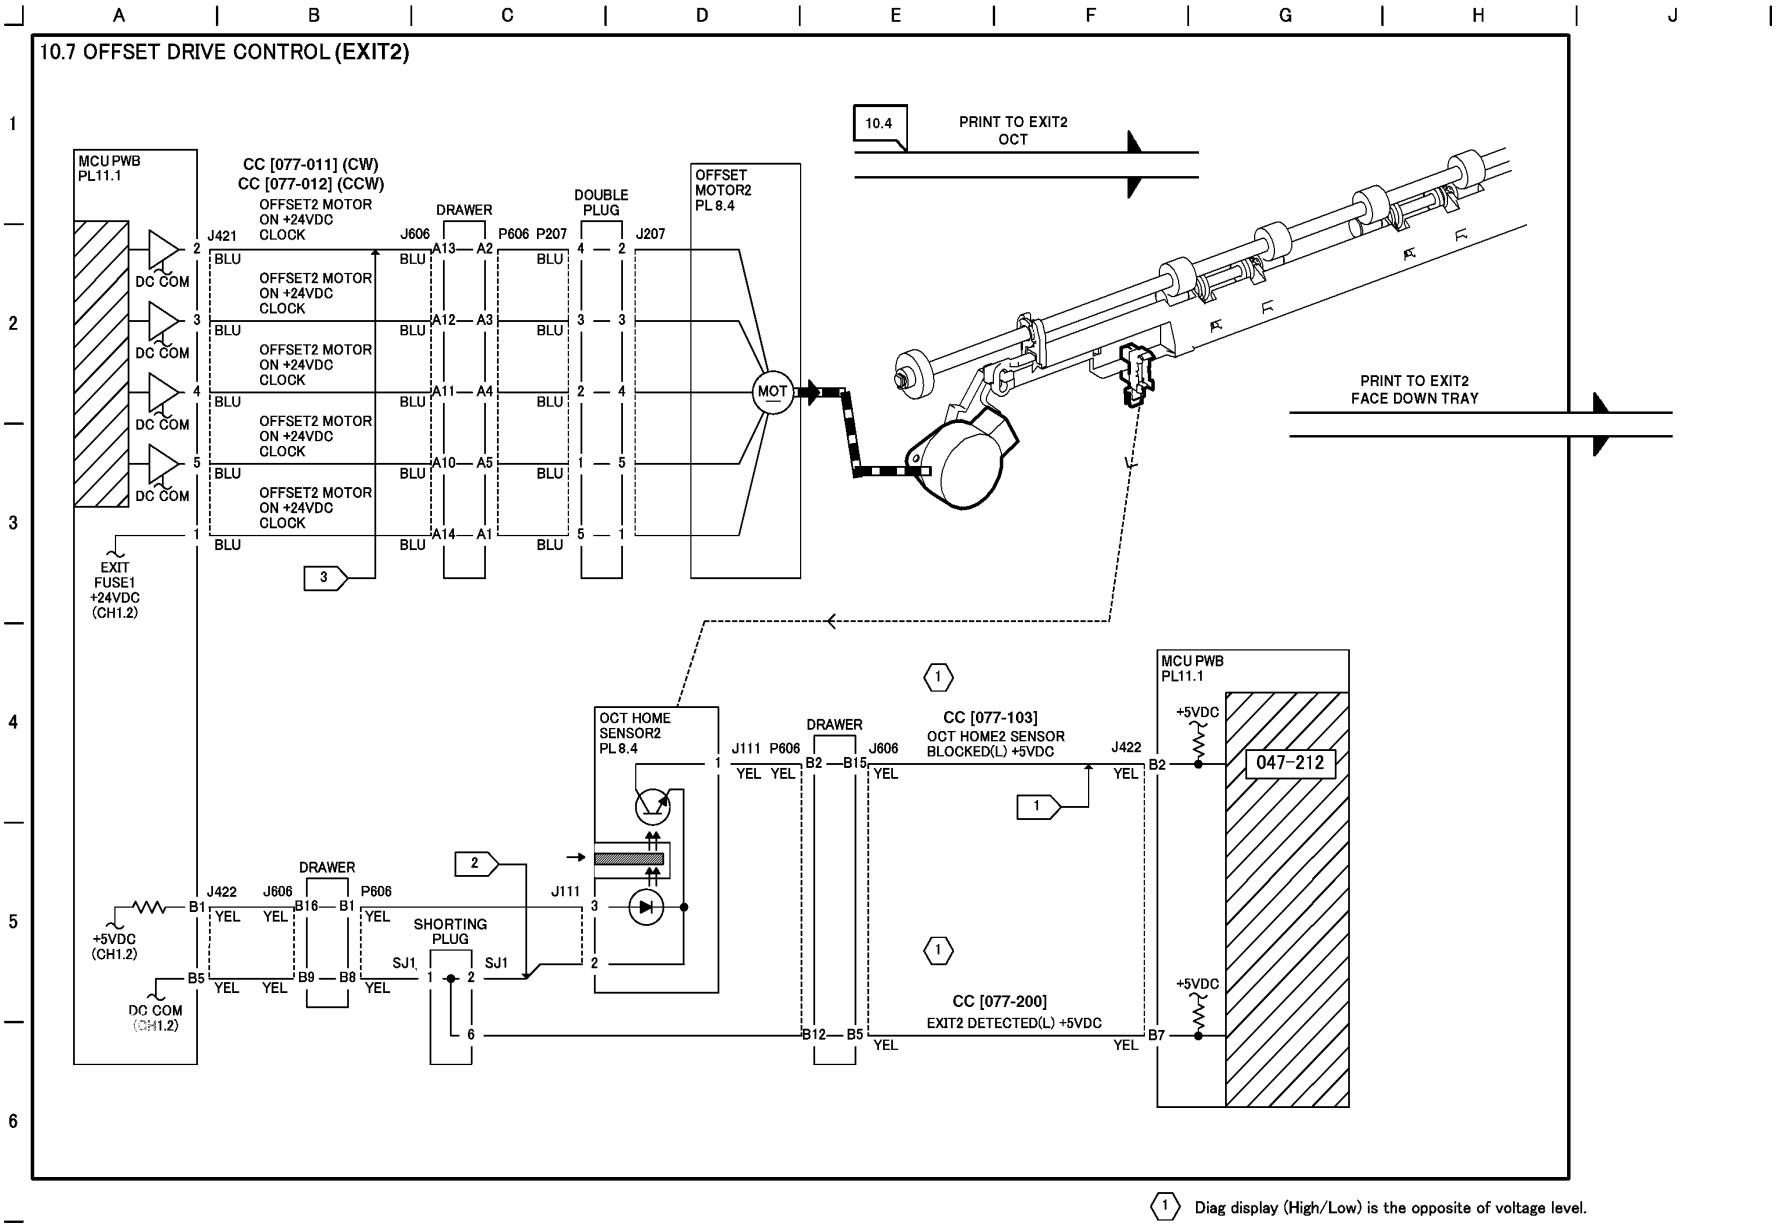 A B C D E F G H J
10.7 OFFSET DRIVE CONTROL (EXIT2)
1
2
3
4
5
6
MCU PWB
PL11.1
CC [077-011] (CW)
CC [077-012] (CCW)
OFFSET2 MOTOR
ON +24VDC
CLOCK
DRAWER
DOUBLE
PLUG
OFFSET
MOTOR2
PL 8.4
10.4
PRINT TO EXIT2
OCT
2 J421 J606 A13 A2 P606 P207 4 2 J207
BLU BLU BLU
DC COM
OFFSET2 MOTOR
ON +24VDC
CLOCK
3 A12 A3 3 3
BLU BLU BLU
DC COM
OFFSET2 MOTOR
ON +24VDC
CLOCK
4 A11 A4 2 4
BLU BLU BLU
DC COM
MOT
OFFSET2 MOTOR
ON +24VDC
CLOCK
5 A10 A5 1 5
BLU BLU BLU
DC COM
OFFSET2 MOTOR
ON +24VDC
CLOCK
1 A14 A1 5 1
BLU BLU BLU
EXIT
FUSE1
+24VDC
(CH1.2)
3
PRINT TO EXIT2
FACE DOWN TRAY
OCT HOME
SENSOR2
PL 8.4
1 J111 P606
YEL YEL
DRAWER
B2 B15 J606
YEL
1
CC [077-103]
OCT HOME2 SENSOR
BLOCKED(L) +5VDC
J422
YEL
B2
MCU PWB
PL11.1
+5VDC
047-212
1
2
DRAWER
J422 J606 P606 J111
B1 B16 B1 3
YEL YEL YEL
+5VDC
(CH1.2)
SHORTING
PLUG
SJ1 1 2 SJ1 2
B5 B9 B8
YEL YEL YEL
DC COM
(CH1.2)
6
1
CC [077-200]
EXIT2 DETECTED(L) +5VDC
B12 B5
YEL YEL
B7
+5VDC
1 Diag display (High/Low) is the opposite of voltage level.